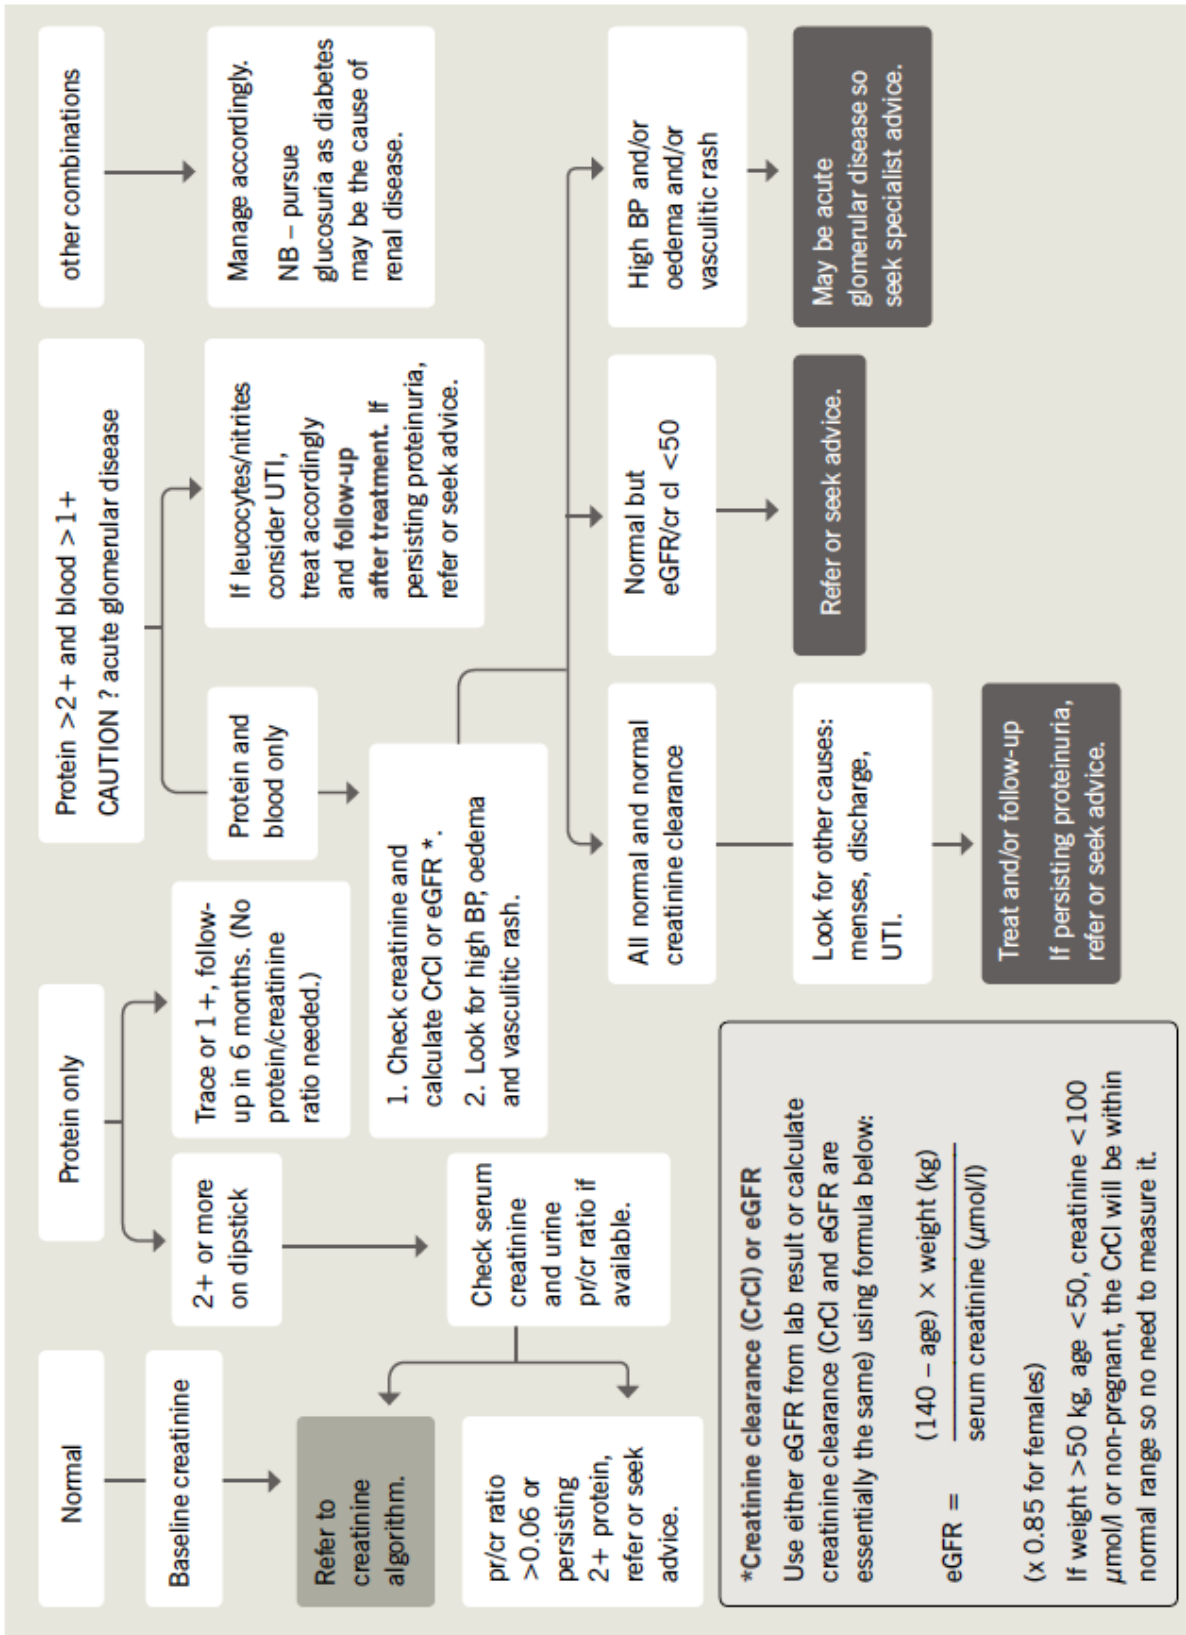 Normal
Baseline creatinine
Refer to
creatinine
algorithm.
Protein only
2+ or more
on dipstick
Trace or 1+, follow-
up in 6 months. (No
protein/creatinine
ratio needed.)
Check serum
creatinine
and urine
pr/cr ratio if
available.
pr/cr ratio
>0.06 or
persisting
2+ protein,
refer or seek
advice.
Protein >2+ and blood >1+
CAUTION ? acute glomerular disease
Protein and
blood only
If leucocytes/nitrites
consider UTI,
treat accordingly
and follow-up
after treatment. If
persisting proteinuria,
refer or seek advice.
1. Check creatinine and
calculate CrCl or eGFR *.
2. Look for high BP, oedema
and vasculitic rash.
other combinations
Manage accordingly.
NB – pursue
glucosuria as diabetes
may be the cause of
renal disease.
All normal and normal
creatinine clearance
Look for other causes:
menses, discharge,
UTI.
Treat and/or follow-up
If persisting proteinuria,
refer or seek advice.
Normal but
eGFR/cr cl <50
Refer or seek advice.
High BP and/or
oedema and/or
vasculitic rash
May be acute
glomerular disease so
seek specialist advice.
*Creatinine clearance (CrCl) or eGFR
Use either eGFR from lab result or calculate
creatinine clearance (CrCl and eGFR are
essentially the same) using formula below:
(140 – age) × weight (kg)
eGFR =
serum creatinine (μmol/l)
(x 0.85 for females)
If weight >50 kg, age <50, creatinine <100
μmol/l or non-pregnant, the CrCl will be within
normal range so no need to measure it.